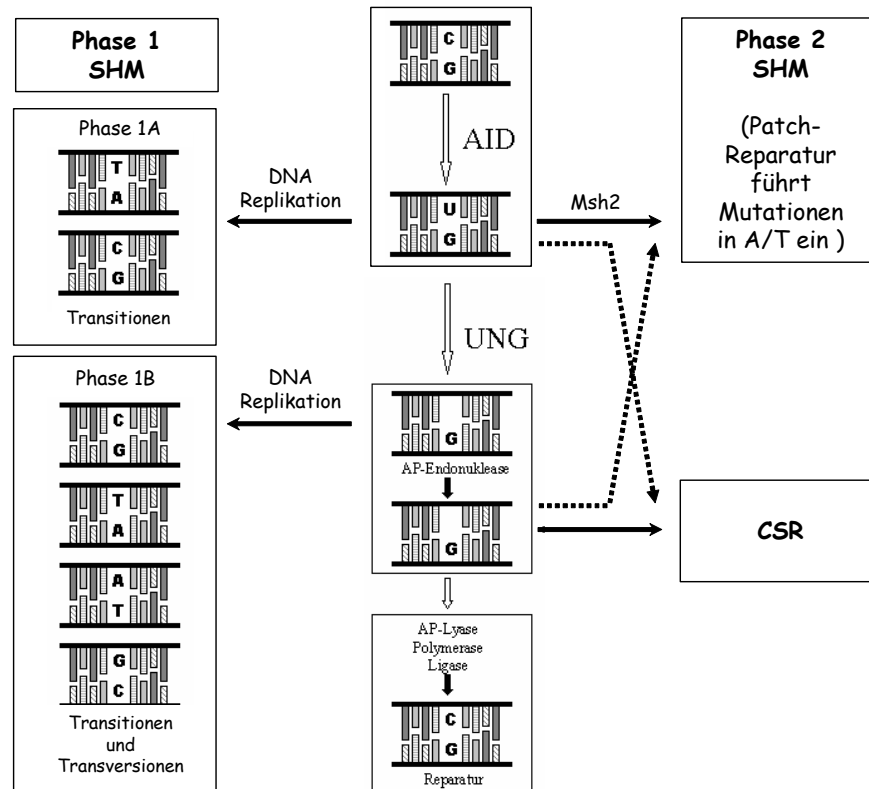 Phase 1
SHM
Phase 1A
T
A
C
G
Transitionen
Phase 1B
C
G
T
A
A
T
G
C
Transitionen
und
Transversionen
DNA
Replikation
DNA
Replikation
C
G
AID
U
G
UNG
G
AP-Endonuklease
G
AP-Lyase
Polymerase
Ligase
C
G
Reparatur
Msh2
Phase 2
SHM
(Patch-
Reparatur
führt
Mutationen
in A/T ein )
CSR